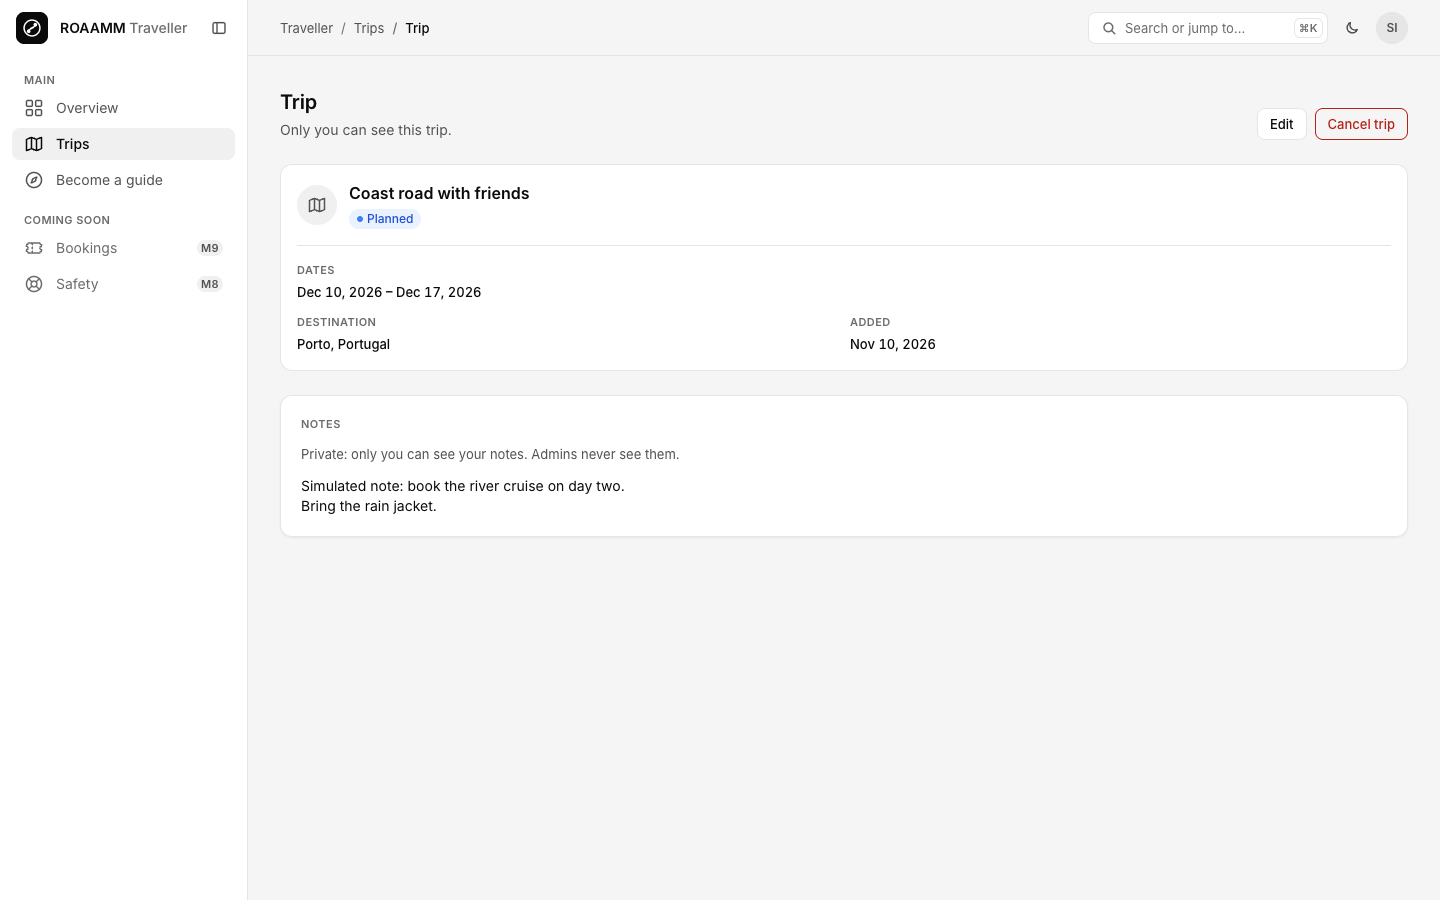 ROAAMM Traveller
MAIN
Overview
Trips
Become a guide
COMING SOON
Bookings M9
Safety M8
Traveller / Trips / Trip
Search or jump to... ⌘K
SI
Trip
Only you can see this trip.
Edit
Cancel trip
Coast road with friends
Planned
DATES
Dec 10, 2026 – Dec 17, 2026
DESTINATION
Porto, Portugal
ADDED
Nov 10, 2026
NOTES
Private: only you can see your notes. Admins never see them.
Simulated note: book the river cruise on day two.
Bring the rain jacket.